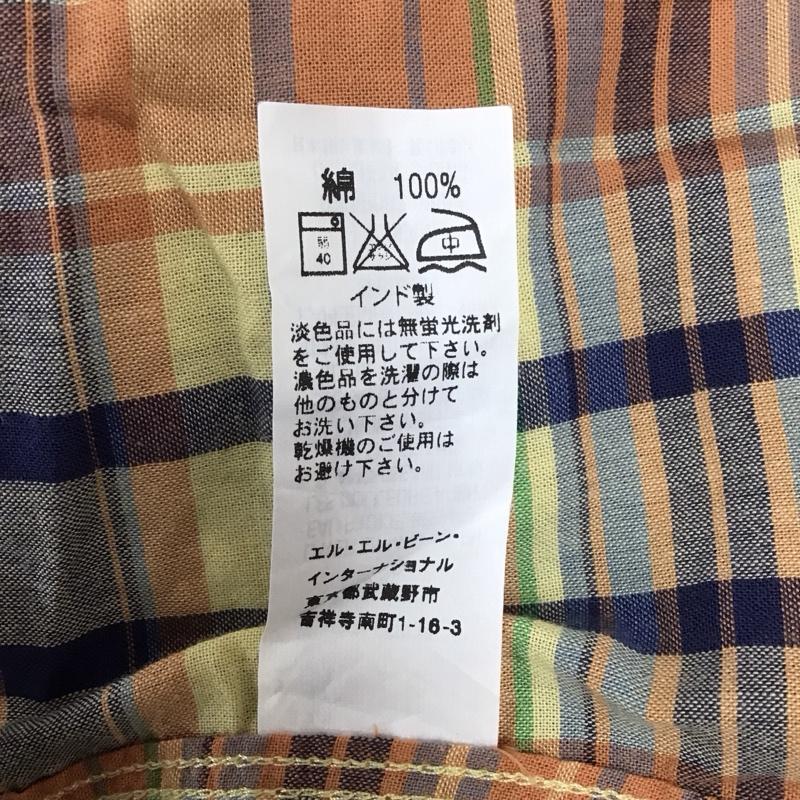 綿 100%
弱
40
中
インド製
淡色品には無蛍光洗剤
をご使用して下さい。
濃色品を洗濯の際は
他のものと分けて
お洗い下さい。
乾燥機のご使用は
お避け下さい。
エル・エル・ビーン・
インターナショナル
東京都武蔵野市
吉祥寺南町1-16-3